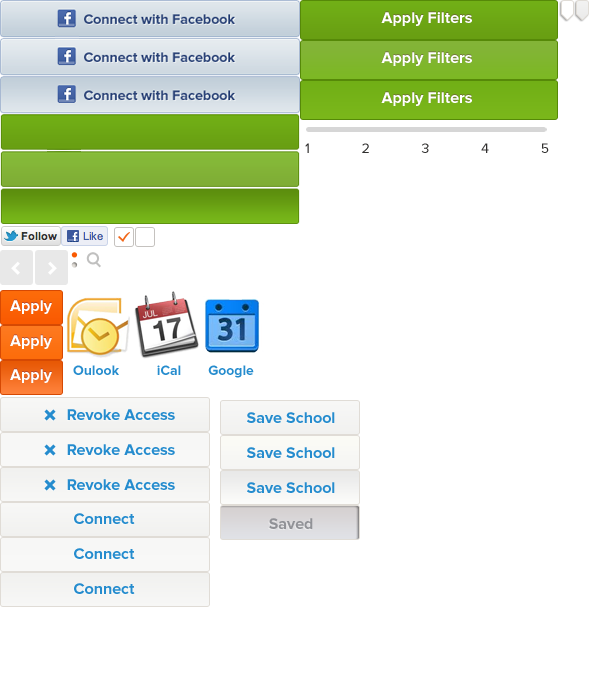 Connect with Facebook
Apply Filters
Connect with Facebook
Apply Filters
Connect with Facebook
Apply Filters
1 2 3 4 5
Follow Like
Apply
Apply
Apply
JUL
17
31
Oulook iCal Google
Revoke Access
Save School
Revoke Access
Save School
Revoke Access
Save School
Connect
Saved
Connect
Connect